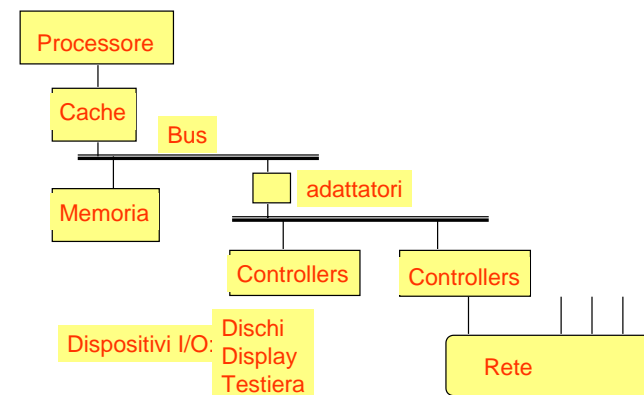 Processore
Cache
Bus
adattatori
Memoria
Controllers
Controllers
Dispositivi I/O:
Dischi
Display
Testiera
Rete